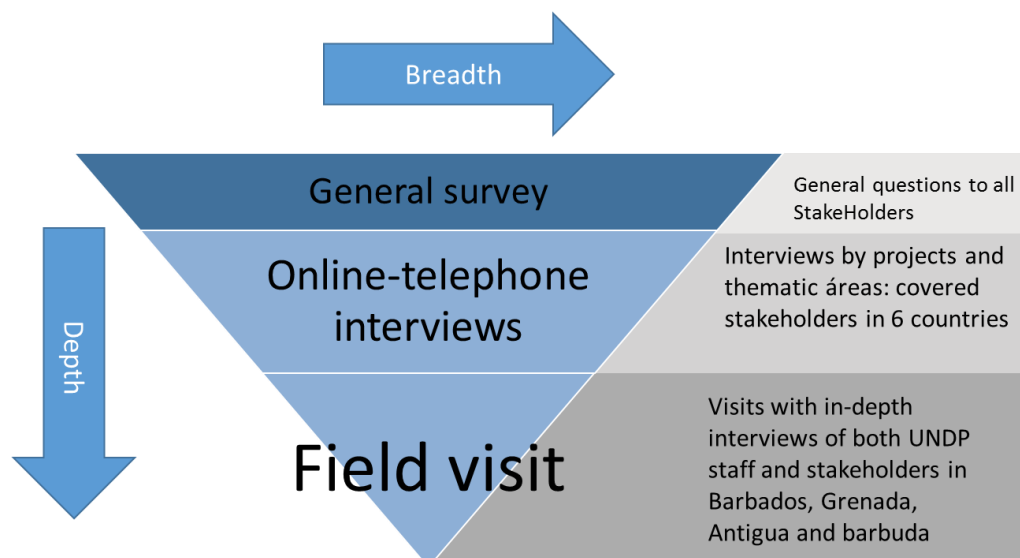 Breadth
General survey
General questions to all
StakeHolders
Depth
Online-telephone
interviews
Interviews by projects and
thematic áreas: covered
stakeholders in 6 countries
Field visit
Visits with in-depth
interviews of both UNDP
staff and stakeholders in
Barbados, Grenada,
Antigua and barbuda